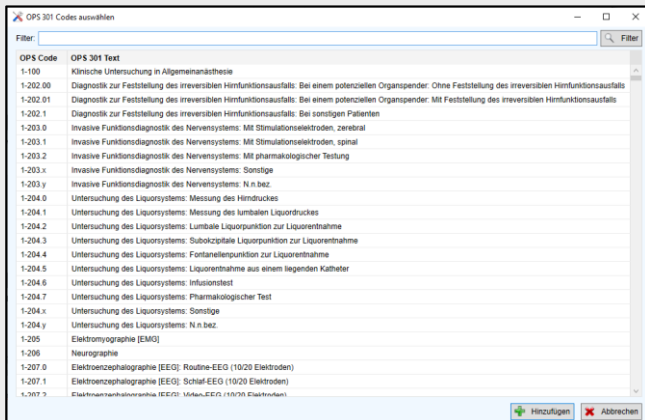 OPS 301 Codes auswählen
Filter: Filter
OPS Code OPS 301 Text
1-100 Klinische Untersuchung in Allgemeinanästhesie
1-202.00 Diagnostik zur Feststellung des irreversiblen Hirnfunktionsausfalls: Bei einem potenziellen Organspender: Ohne Feststellung des irreversiblen Hirnfunktionsausfalls
1-202.01 Diagnostik zur Feststellung des irreversiblen Hirnfunktionsausfalls: Bei einem potenziellen Organspender: Mit Feststellung des irreversiblen Hirnfunktionsausfalls
1-202.1 Diagnostik zur Feststellung des irreversiblen Hirnfunktionsausfalls: Bei sonstigen Patienten
1-203.0 Invasive Funktionsdiagnostik des Nervensystems: Mit Stimulationselektroden, zerebral
1-203.1 Invasive Funktionsdiagnostik des Nervensystems: Mit Stimulationselektroden, spinal
1-203.2 Invasive Funktionsdiagnostik des Nervensystems: Mit pharmakologischer Testung
1-203.x Invasive Funktionsdiagnostik des Nervensystems: Sonstige
1-203.y Invasive Funktionsdiagnostik des Nervensystems: N.n.bez.
1-204.0 Untersuchung des Liquorsystems: Messung des Hirndruckes
1-204.1 Untersuchung des Liquorsystems: Messung des lumbalen Liquordruckes
1-204.2 Untersuchung des Liquorsystems: Lumbale Liquorpunktion zur Liquorentnahme
1-204.3 Untersuchung des Liquorsystems: Subokzipitale Liquorpunktion zur Liquorentnahme
1-204.4 Untersuchung des Liquorsystems: Fontanellenpunktion zur Liquorentnahme
1-204.5 Untersuchung des Liquorsystems: Liquorentnahme aus einem liegenden Katheter
1-204.6 Untersuchung des Liquorsystems: Infusionstest
1-204.7 Untersuchung des Liquorsystems: Pharmakologischer Test
1-204.x Untersuchung des Liquorsystems: Sonstige
1-204.y Untersuchung des Liquorsystems: N.n.bez.
1-205 Elektromyographie [EMG]
1-206 Neurographie
1-207.0 Elektroenzephalographie [EEG]: Routine-EEG (10/20 Elektroden)
1-207.1 Elektroenzephalographie [EEG]: Schlaf-EEG (10/20 Elektroden)
1-207.2 Elektroenzephalographie [EEG]: Video-EEG (10/20 Elektroden)
Hinzufügen Abbrechen